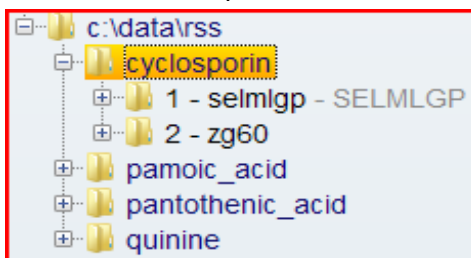 c:\data\rss
cyclosporin
1 - selmlgp - SELMLGP
2 - zg60
pamoic_acid
pantothenic_acid
quinine